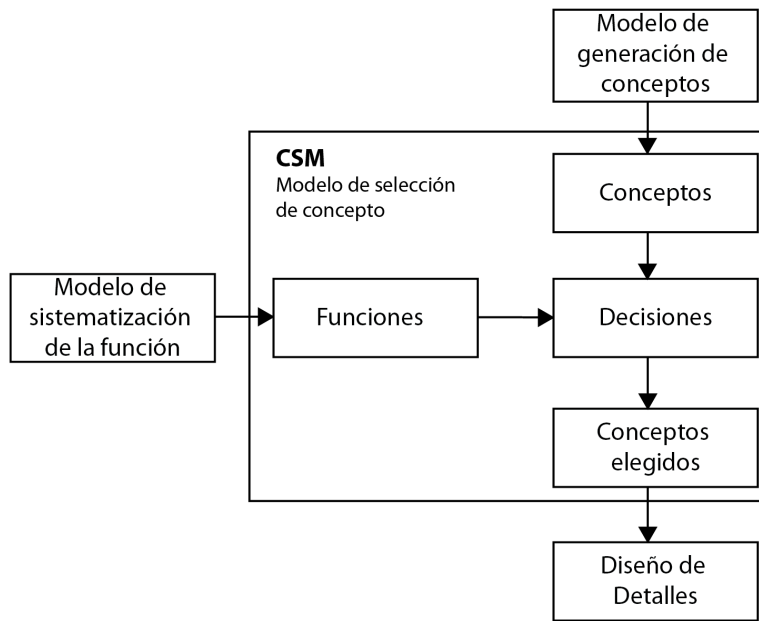 Modelo de
generación de
conceptos
CSM
Modelo de selección
de concepto
Conceptos
Modelo de
sistematización
de la función
Funciones
Decisiones
Conceptos
elegidos
Diseño de
Detalles